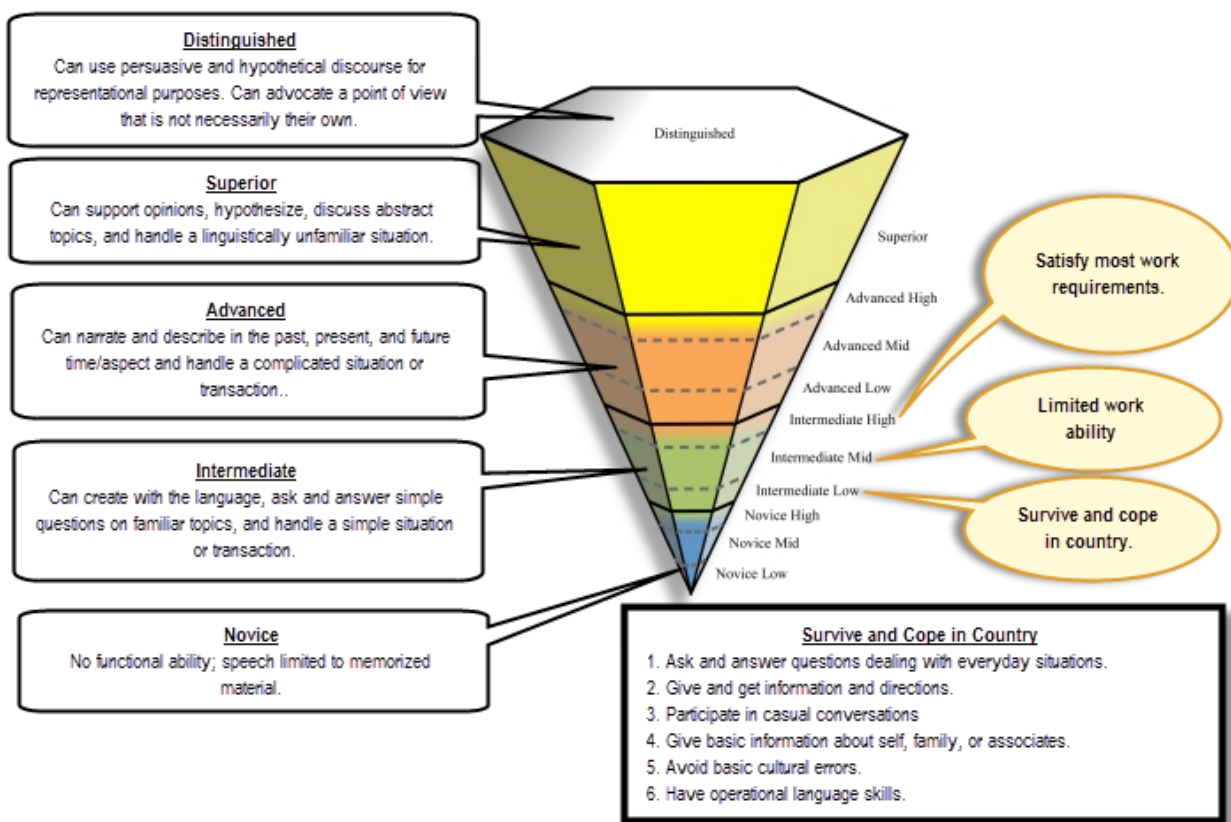 Distinguished
Can use persuasive and hypothetical discourse for
representational purposes. Can advocate a point of view
that is not necessarily their own.
Superior
Can support opinions, hypothesize, discuss abstract
topics, and handle a linguistically unfamiliar situation.
Advanced
Can narrate and describe in the past, present, and future
time/aspect and handle a complicated situation or
transaction..
Intermediate
Can create with the language, ask and answer simple
questions on familiar topics, and handle a simple situation
or transaction.
Novice
No functional ability; speech limited to memorized
material.
Distinguished
Superior
Advanced High
Advanced Mid
Advanced Low
Intermediate High
Intermediate Mid
Intermediate Low
Novice High
Novice Mid
Novice Low
Satisfy most work
requirements.
Limited work
ability
Survive and cope
in country.
Survive and Cope in Country
1. Ask and answer questions dealing with everyday situations.
2. Give and get information and directions.
3. Participate in casual conversations
4. Give basic information about self, family, or associates.
5. Avoid basic cultural errors.
6. Have operational language skills.